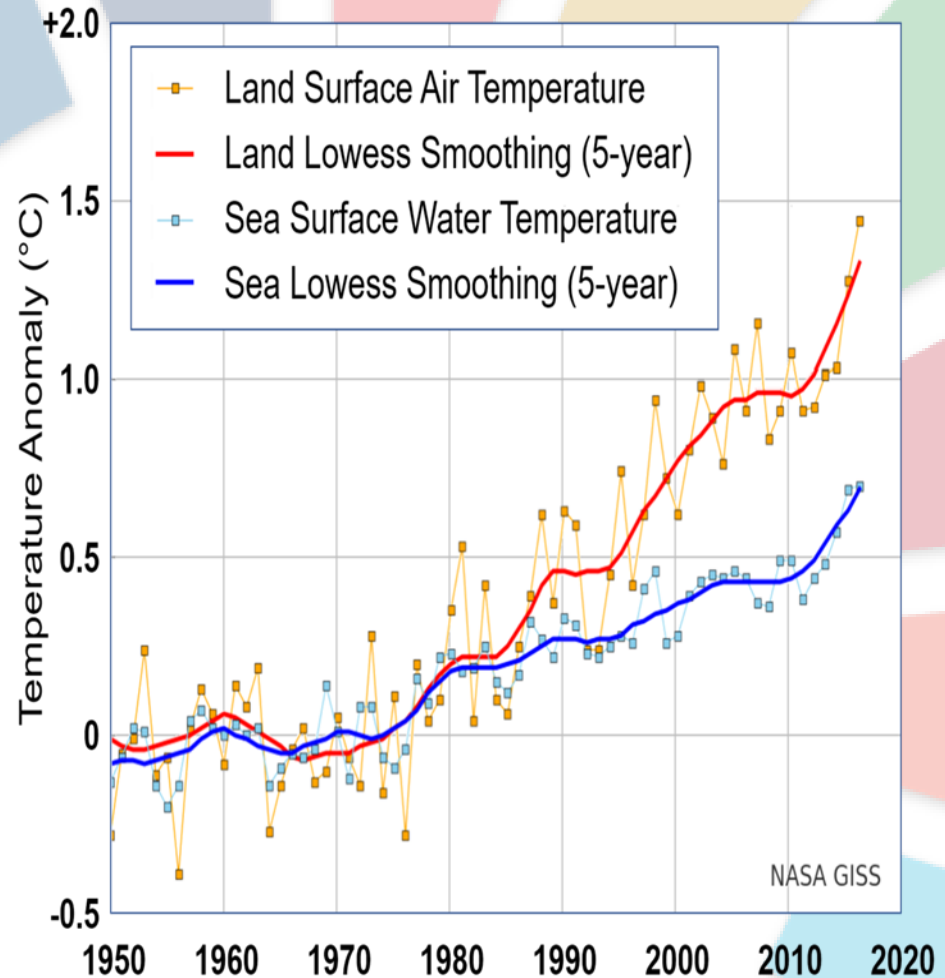 +2.0
Land Surface Air Temperature
Land Lowess Smoothing (5-year)
1.5
Sea Surface Water Temperature
Sea Lowess Smoothing (5-year)
Temperature Anomaly (°C)
1.0
0.5
0
NASA GISS
-0.5
1950 1960 1970 1980 1990 2000 2010 2020